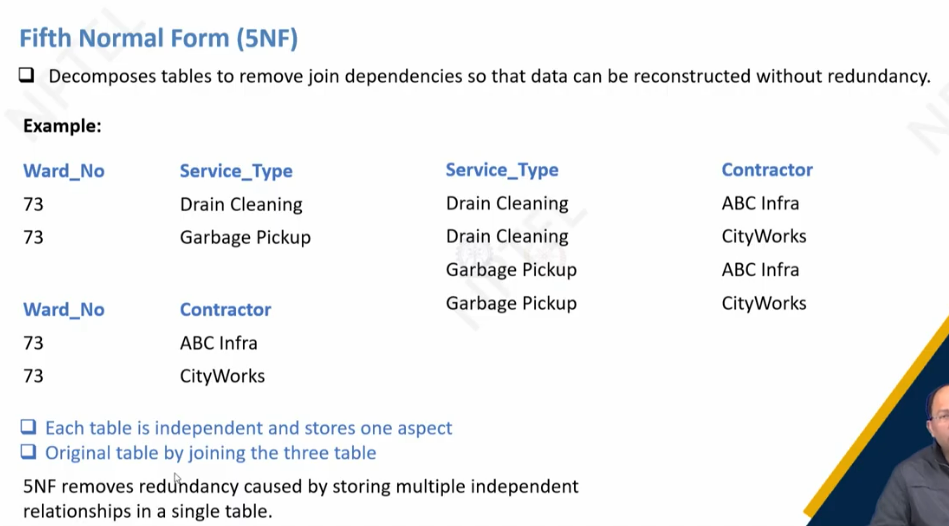 Fifth Normal Form (5NF)
Decomposes tables to remove join dependencies so that data can be reconstructed without redundancy.
Example:
Ward_No Service_Type
73 Drain Cleaning
73 Garbage Pickup
Service_Type Contractor
Drain Cleaning ABC Infra
Drain Cleaning CityWorks
Garbage Pickup ABC Infra
Garbage Pickup CityWorks
Ward_No Contractor
73 ABC Infra
73 CityWorks
Each table is independent and stores one aspect
Original table by joining the three table
5NF removes redundancy caused by storing multiple independent
relationships in a single table.
NPTEL
NPTEL